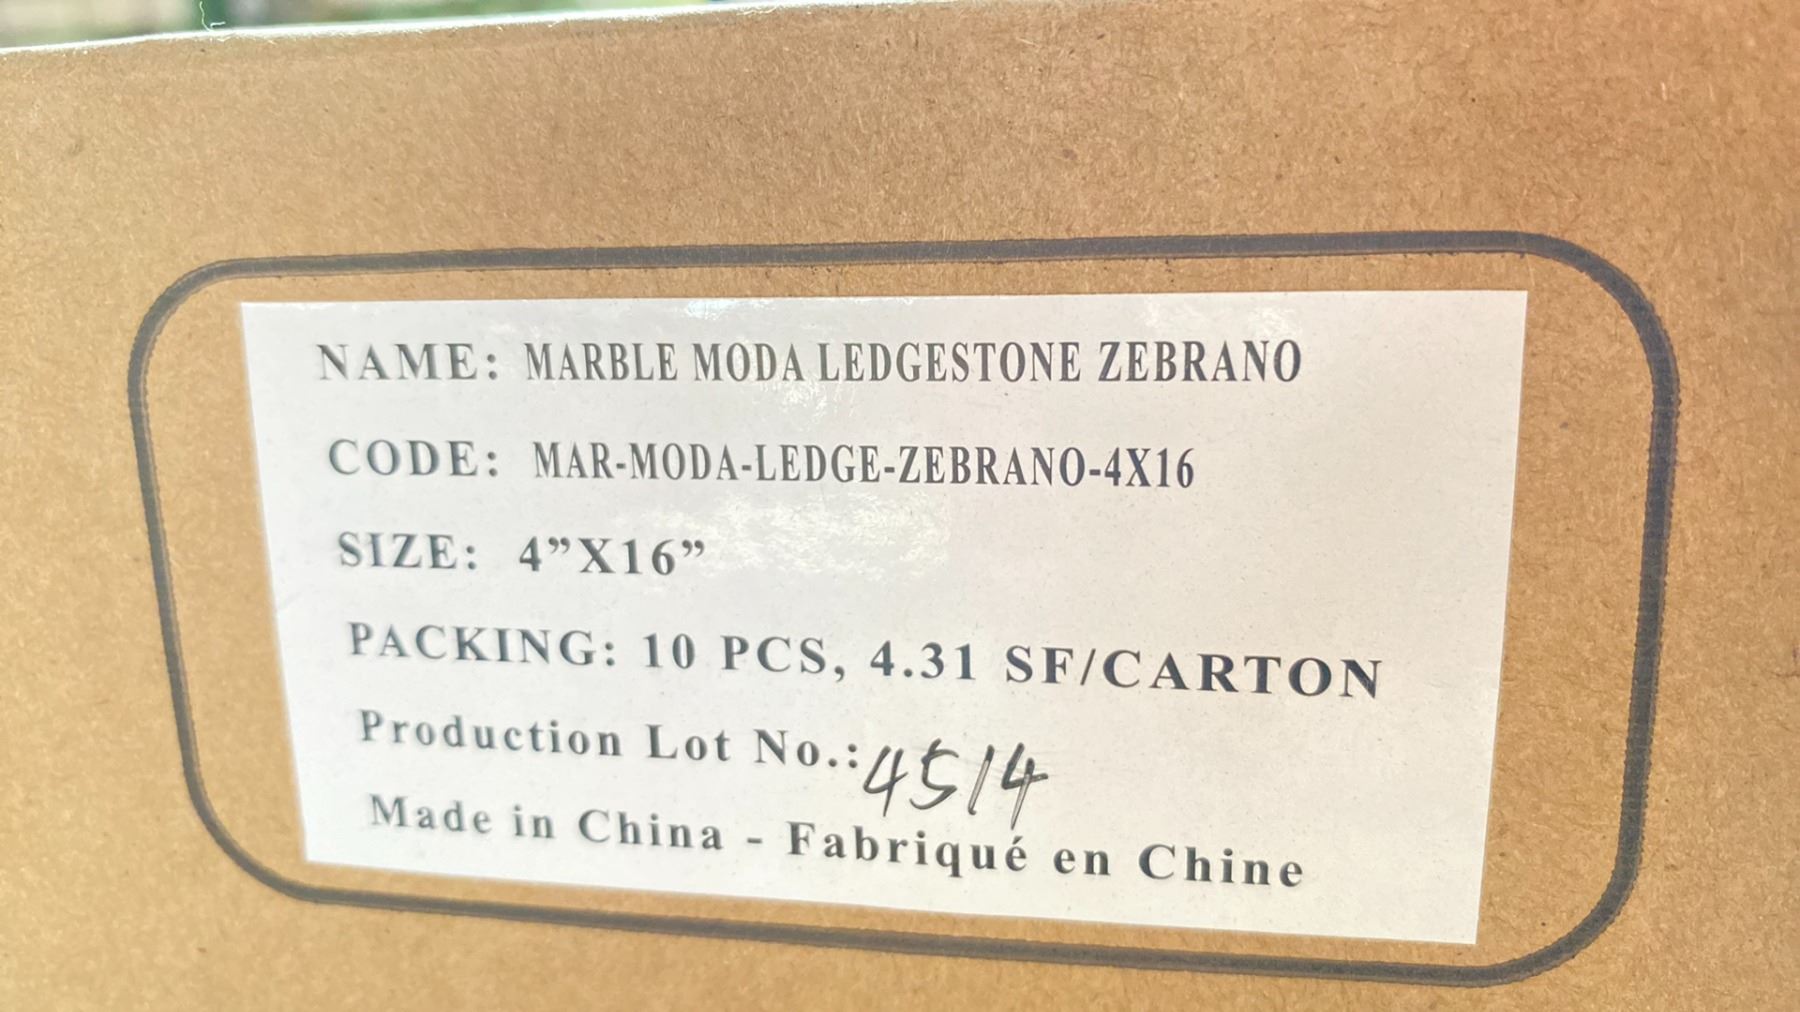 NAME: MARBLE MODA LEDGESTONE ZEBRANO
CODE: MAR-MODA-LEDGE-ZEBRANO-4X16
SIZE: 4”X16”
PACKING: 10 PCS, 4.31 SF/CARTON
Production Lot No.: 4514
Made in China - Fabriqué en Chine